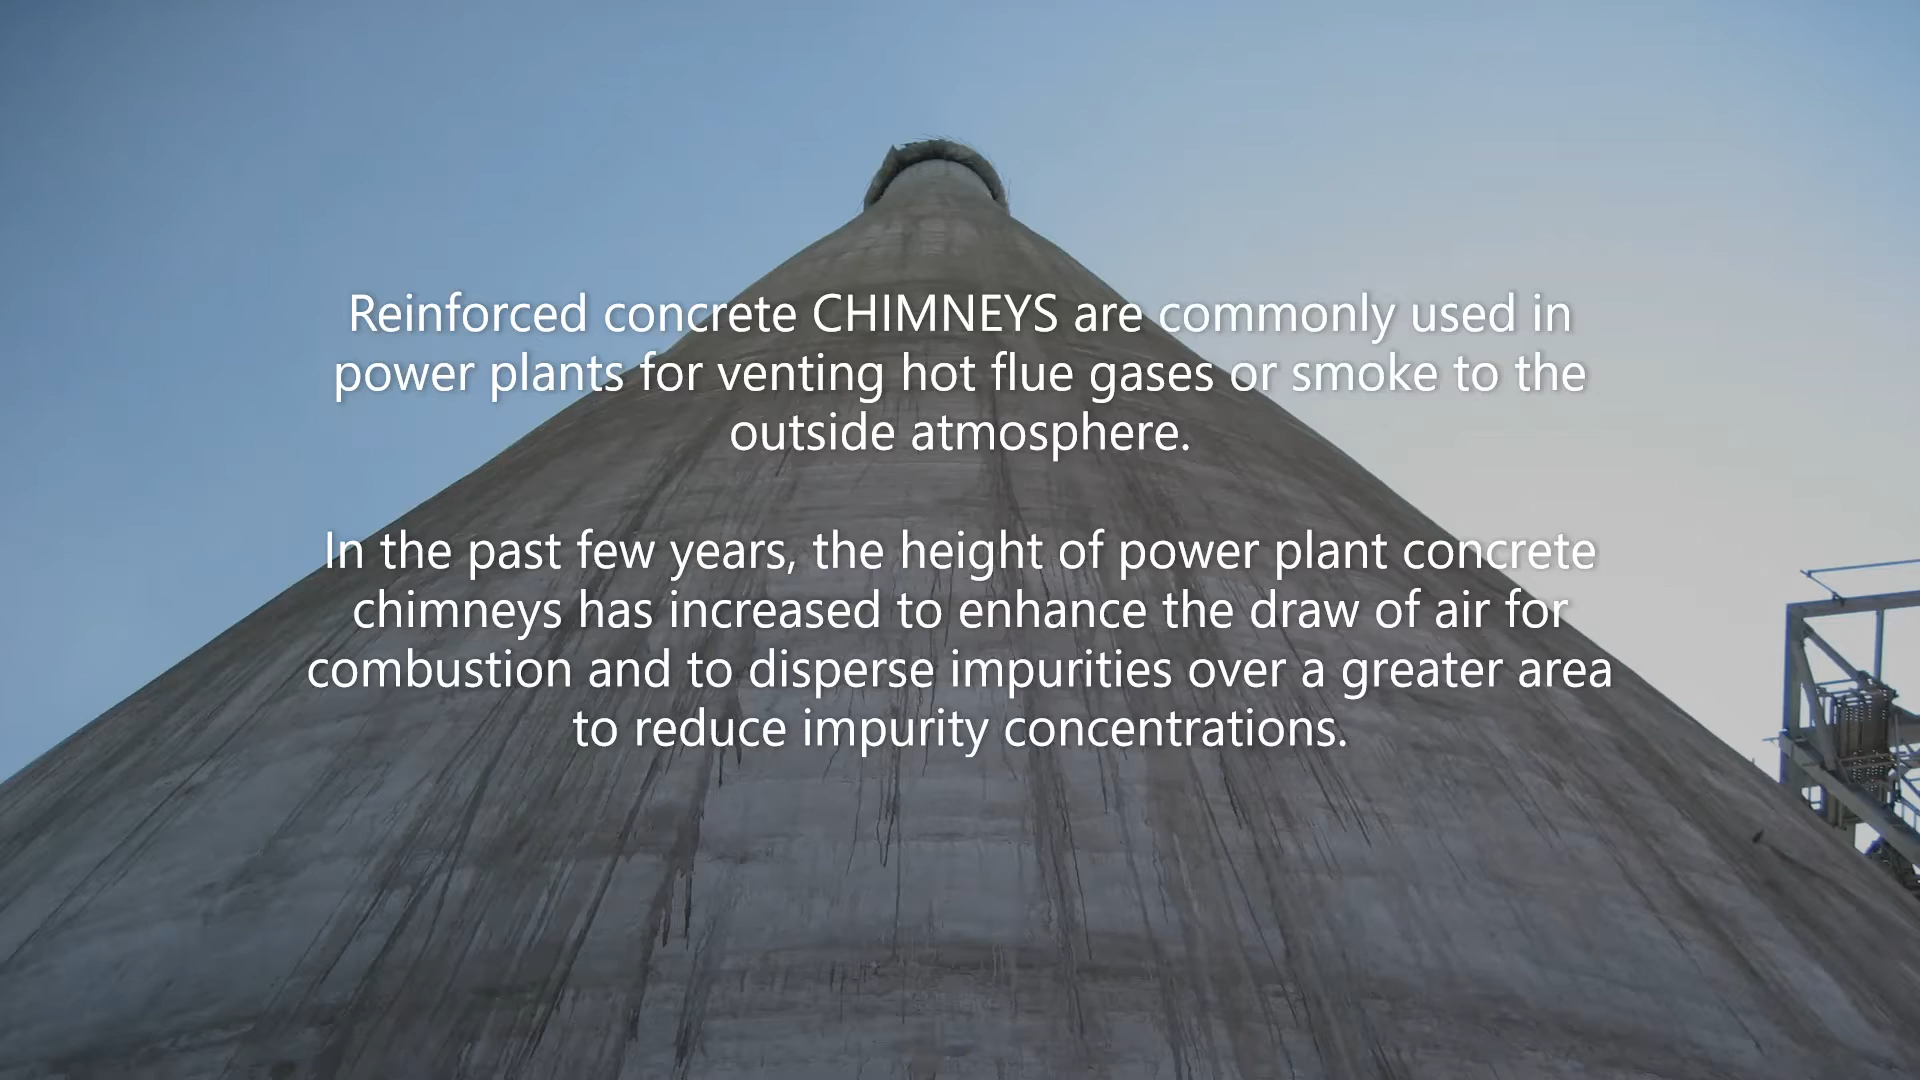 Reinforced concrete CHIMNEYS are commonly used in
power plants for venting hot flue gases or smoke to the
outside atmosphere.
In the past few years, the height of power plant concrete
chimneys has increased to enhance the draw of air for
combustion and to disperse impurities over a greater area
to reduce impurity concentrations.